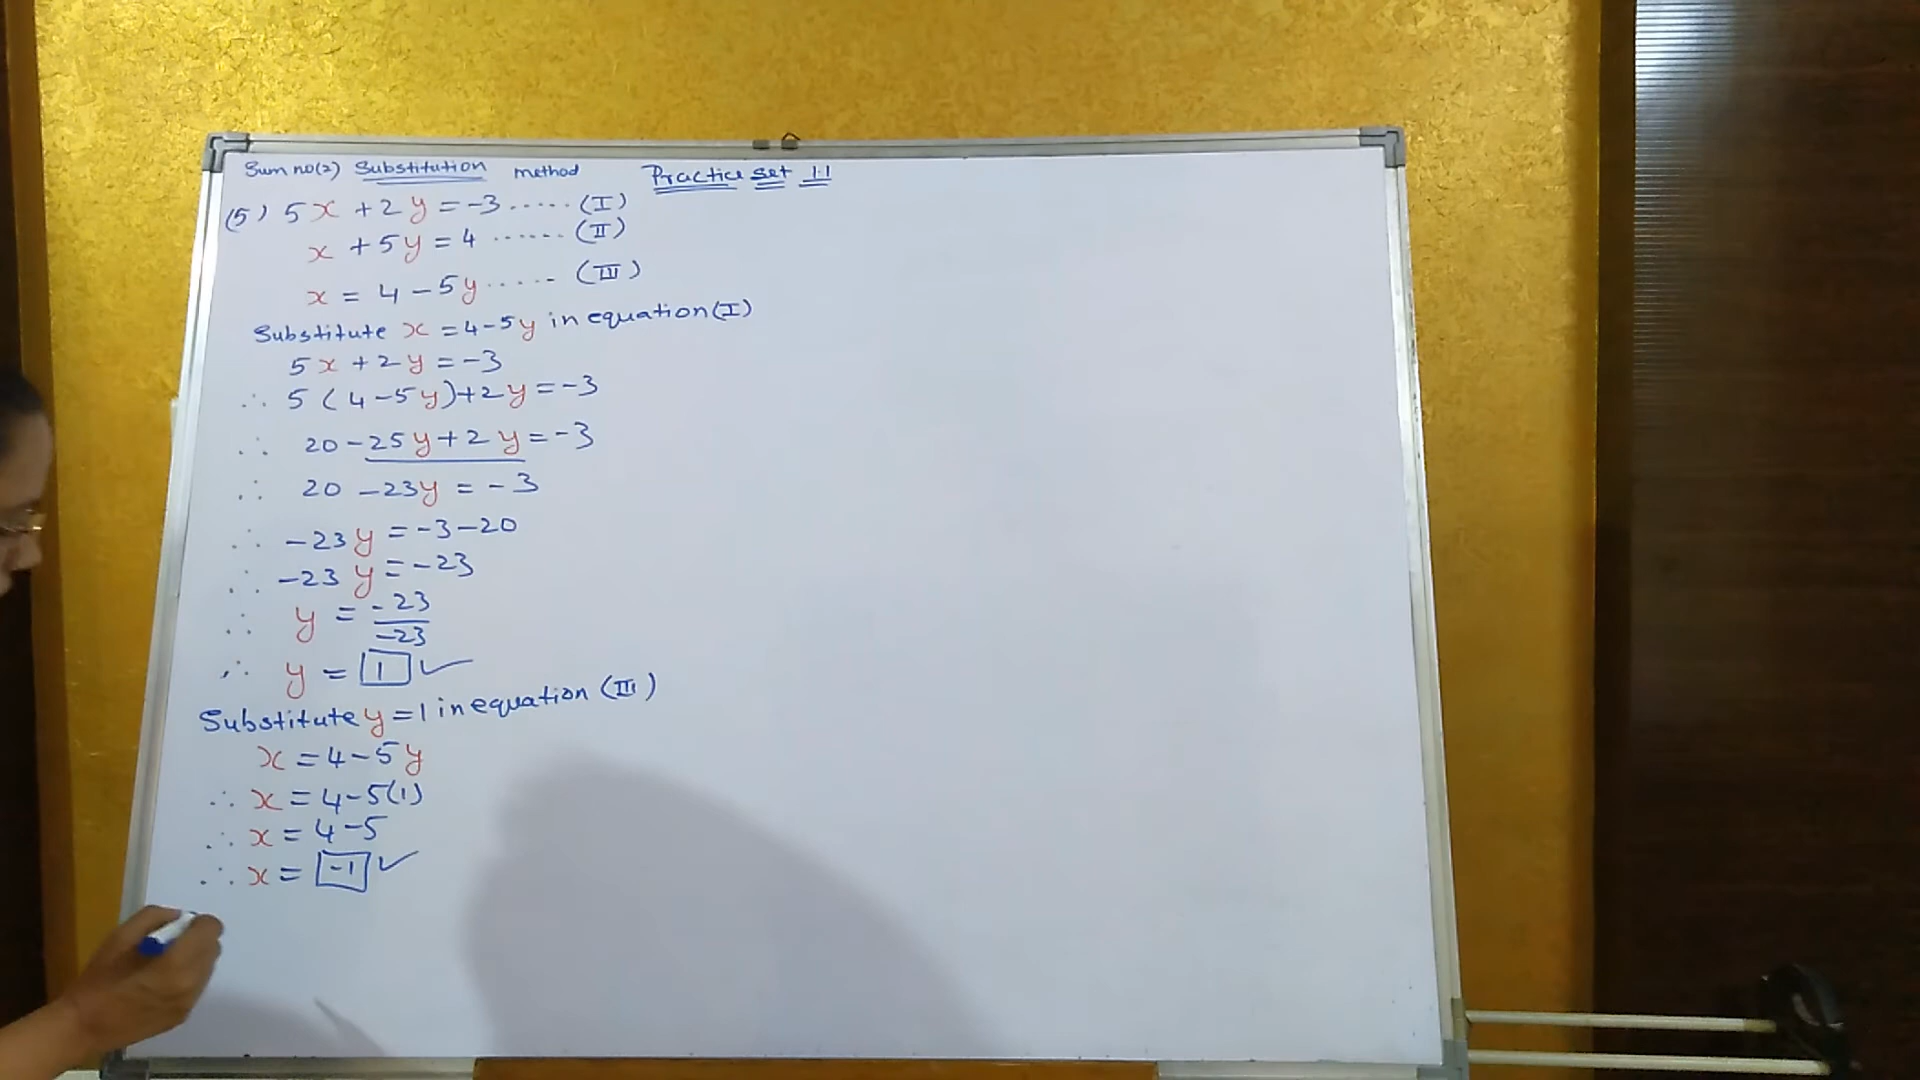 Sum no(2) Substitution method Practice set 1.1
(5) 5x + 2y = -3 ..... (I)
x + 5y = 4 ...... (II)
x = 4 - 5y ..... (III)
Substitute x = 4-5y in equation (I)
5x + 2y = -3
∴ 5(4-5y)+2y = -3
∴ 20 - 25y + 2y = -3
∴ 20 - 23y = -3
∴ -23y = -3-20
∴ -23y = -23
∴ y = -23/-23
∴ y = 1 ✓
Substitute y = 1 in equation (III)
x = 4 - 5y
∴ x = 4-5(1)
∴ x = 4-5
∴ x = -1 ✓